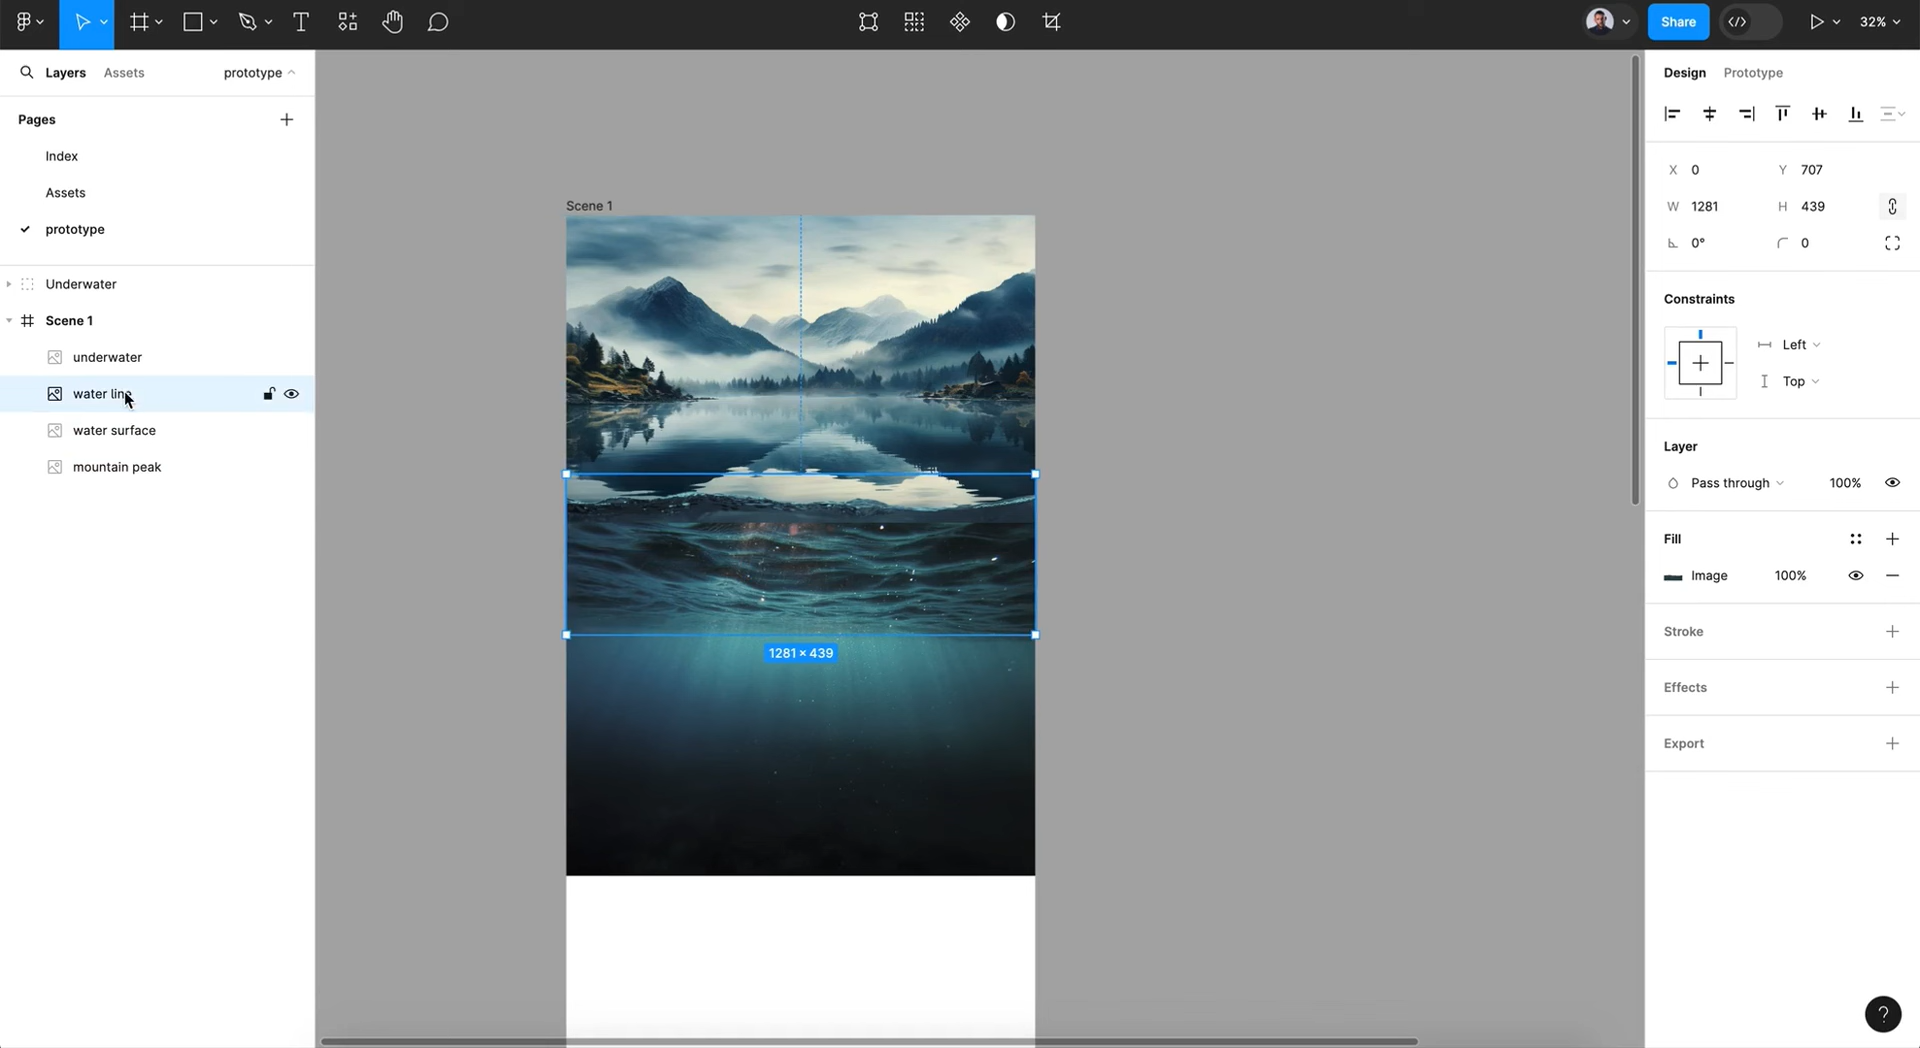 Share
32%
Layers
Assets
prototype
Pages
Index
Assets
prototype
Underwater
Scene 1
underwater
water line
water surface
mountain peak
Scene 1
1281 × 439
Design
Prototype
X 0
Y 707
W 1281
H 439
0°
0
Constraints
Left
Top
Layer
Pass through
100%
Fill
Image
100%
Stroke
Effects
Export
?